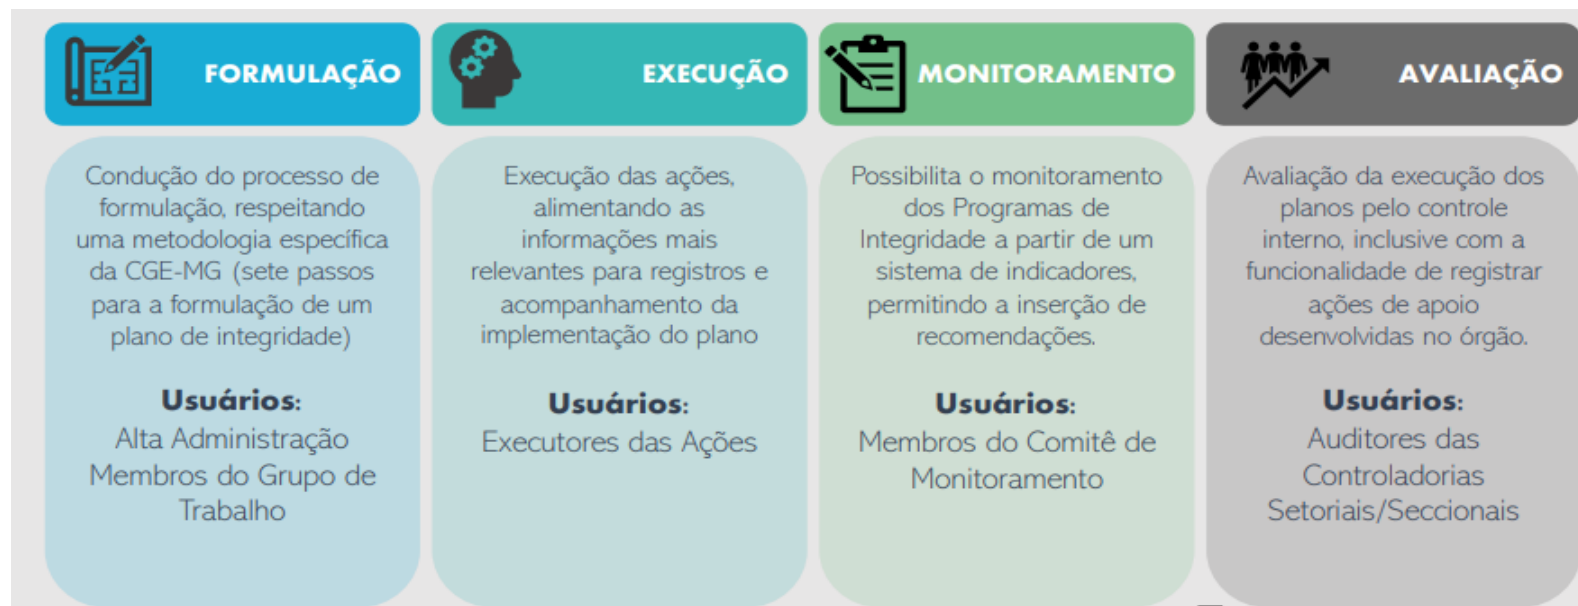 FORMULAÇÃO
Condução do processo de
formulação, respeitando
uma metodologia específica
da CGE-MG (sete passos
para a formulação de um
plano de integridade)
Usuários:
Alta Administração
Membros do Grupo de
Trabalho
EXECUÇÃO
Execução das ações,
alimentando as
informações mais
relevantes para registros e
acompanhamento da
implementação do plano
Usuários:
Executores das Ações
MONITORAMENTO
Possibilita o monitoramento
dos Programas de
Integridade a partir de um
sistema de indicadores,
permitindo a inserção de
recomendações.
Usuários:
Membros do Comitê de
Monitoramento
AVALIAÇÃO
Avaliação da execução dos
planos pelo controle
interno, inclusive com a
funcionalidade de registrar
ações de apoio
desenvolvidas no órgão.
Usuários:
Auditores das
Controladorias
Setoriais/Seccionais